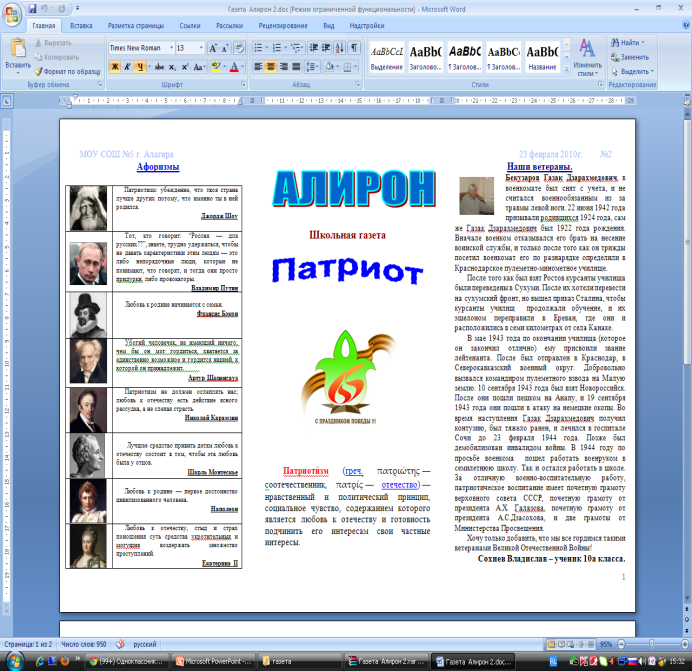 Газета Алирон 2.doc [Режим ограниченной функциональности] - Microsoft Word
Главная Вставка Разметка страницы Ссылки Рассылки Рецензирование Вид Надстройки
Вставить
Вырезать
Копировать
Формат по образцу
Буфер обмена
Times New Roman 13
Шрифт
Абзац
AaBbCcL Выделение
AaBbC Заголово...
AaBbC ¶ Заголов...
AaBbC ¶ Заголов...
AaBbC Название
Изменить стили
Стили
Найти
Заменить
Выделить
Редактирование
МОУ СОШ №5 г. Алагира
23 февраля 2010г. №2
Афоризмы
Патриотизм: убеждение, что твоя страна
лучше других потому, что именно ты в ней
родился.
Джордж Шоу
Тот, кто говорит: "Россия — для
русских?", знаете, трудно удержаться, чтобы
не давать характеристики этим людям — это
либо непорядочные люди, которые не
понимают, что говорят, и тогда они просто
придурки, либо провокаторы.
Владимир Путин
Любовь к родине начинается с семьи.
Френсис Бэкон
Убогий человечек, не имеющий ничего,
чем бы он мог гордиться, хватается за
единственно возможное и гордится нацией, к
которой он принадлежит.
Артур Шопенгауэ
Патриотизм не должен ослеплять нас;
любовь к отечеству есть действие ясного
рассудка, а не слепая страсть.
Николай Карамзин
Лучшее средство привить детям любовь к
отечеству состоит в том, чтобы эта любовь
была у отцов.
Шарль Монтескье
Любовь к родине — первое достоинство
цивилизованного человека.
Наполеон
Любовь к отечеству, стыд и страх
поношения суть средства укротительные и
могущия воздержать множество
преступлений.
Екатерина II
АЛИРОН
Школьная газета
Патриот
С ПРАЗДНИКОМ ПОБЕДЫ !!!
Патриоти́зм (греч. πατριώτης —
соотечественник, πατρίς — отечество) —
нравственный и политический принцип,
социальное чувство, содержанием которого
является любовь к отечеству и готовность
подчинить его интересам свои частные
интересы.
Наши ветераны.
Бекузаров Газак Дзарахмедович, в
военкомате был снят с учета, и не
считался военнообязанным из за
травмы левой ноги. 22 июня 1942 года
призывали родившихся 1924 года, сам
же Газак Дзарахмедович был 1922 года рождения.
Вначале военком отказывался его брать на несение
воинской службы, и только после того как он трижды
посетил военкомат его по разнарядке определили в
Краснодарское пулеметно-минометное училище.
После того как был взят Ростов курсанты училища
были переведены в Сухуми. После их хотели перевести
на сухумский фронт, но вышел приказ Сталина, чтобы
курсанты училищ продолжали обучение, и их
эшелоном переправили в Ереван, где они и
расположились в семи километрах от села Канаке.
В мае 1943 года по окончании училища (которое
он закончил отлично) ему присвоили звание
лейтенанта. После был отправлен в Краснодар, в
Северокавказский военный округ. Добровольно
вызвался командиром пулеметного взвода на Малую
землю. 10 сентября 1943 года был взят Новороссийск.
После они пошли пешком на Анапу, и 19 сентября
1943 года они пошли в атаку на немецкие окопы. Во
время наступления Газак Дзарахмедович получил
контузию, был тяжело ранен, и лечился в госпитале
Сочи до 23 февраля 1944 года. Позже был
демобилизован инвалидом войны. В 1944 году по
просьбе военкома пошел работать военруком в
семилетнюю школу. Так и остался работать в школе.
За отличную военно-воспитательную работу,
патриотическое воспитание имеет почетную грамоту
верховного совета СССР, почетную грамоту от
президента А.Х. Галазова, почетную грамоту от
президента А.С.Дзасохова, и две грамоты от
Министерства Просвещения.
Хочу только добавить, что мы все гордимся такими
ветеранами Великой Отечественной Войны!
Сохиев Владислав – ученик 10а класса.
1
Страница: 1 из 2 Число слов: 950 русский 95%
(99+) Одноклассник... Microsoft PowerPoint -... газета Газета Алирон 2.rar ... Газета Алирон 2.doc... RU 15:32